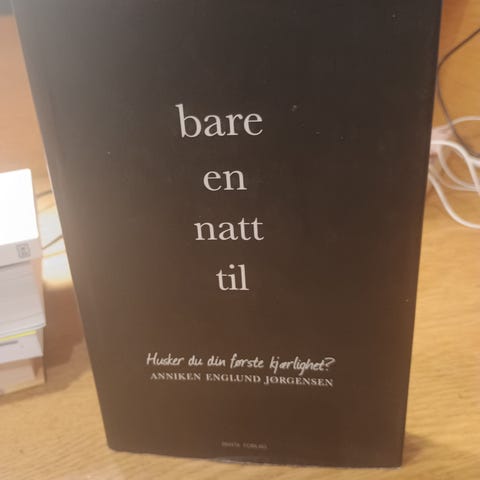 bare
en
natt
til
Husker du din første kjærlighet?
ANNIKEN ENGLUND JØRGENSEN